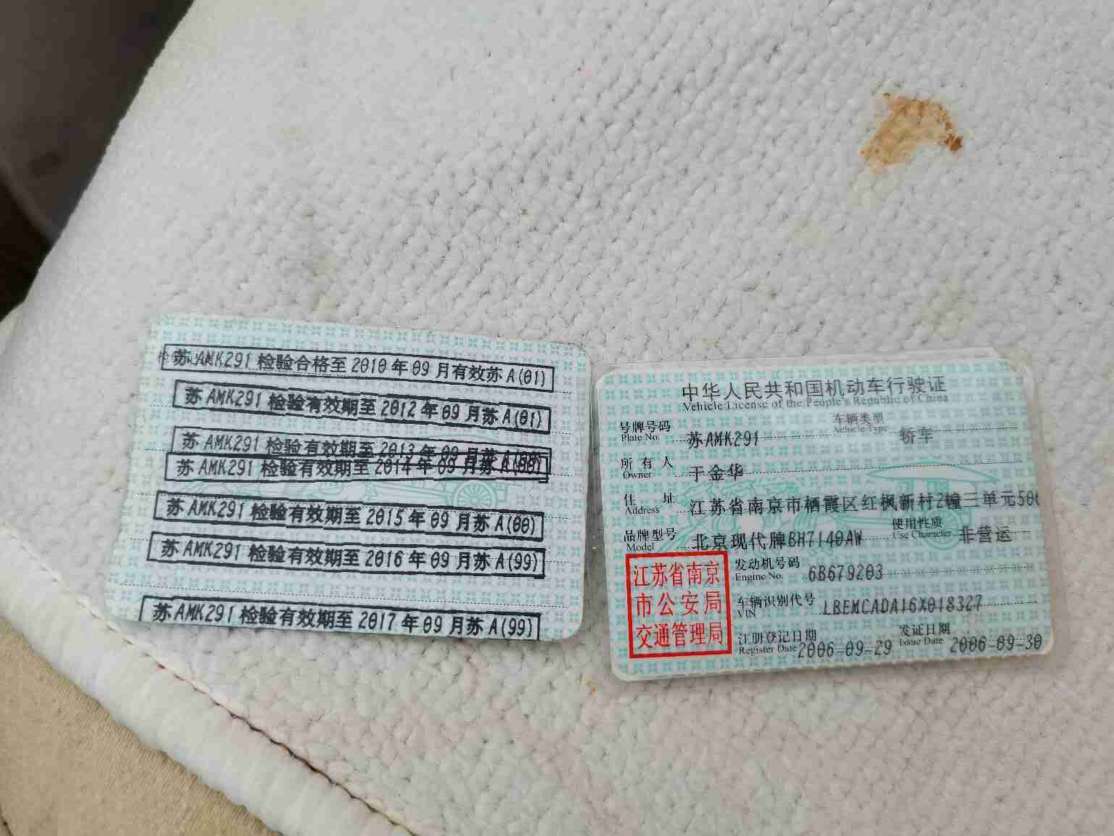 苏AMK291 检验合格至 2010 年 09 月有效苏 A(01)
苏 AMK291 检验有效期至 2012 年 09 月苏 A(01)
苏 AMK291 检验有效期至 2013 年 09 月苏
苏 AMK291 检验有效期至 2014 年 09 月苏
苏 AMK291 检验有效期至 2015 年 09 月苏 A(00)
苏 AMK291 检验有效期至 2016 年 09 月苏 A(99)
苏 AMK291 检验有效期至 2017 年 09 月苏 A(99)
中华人民共和国机动车行驶证
Vehicle License of the People's Republic of China
号牌号码 苏AMK291 车辆类型 轿车
Plate No. Vehicle Type
所有人 于金华
Owner
住址 江苏省南京市栖霞区红枫新村2幢三单元50
Address
品牌型号 北京现代牌BH7140AW 使用性质 非营运
Model Use Character
江苏省南京
市公安局
交通管理局
发动机号码 6B679203
Engine No.
车辆识别代号 LBEMCADA16X018327
VIN
注册登记日期 2006-09-29 发证日期 2006-09-30
Register Date Issue Date